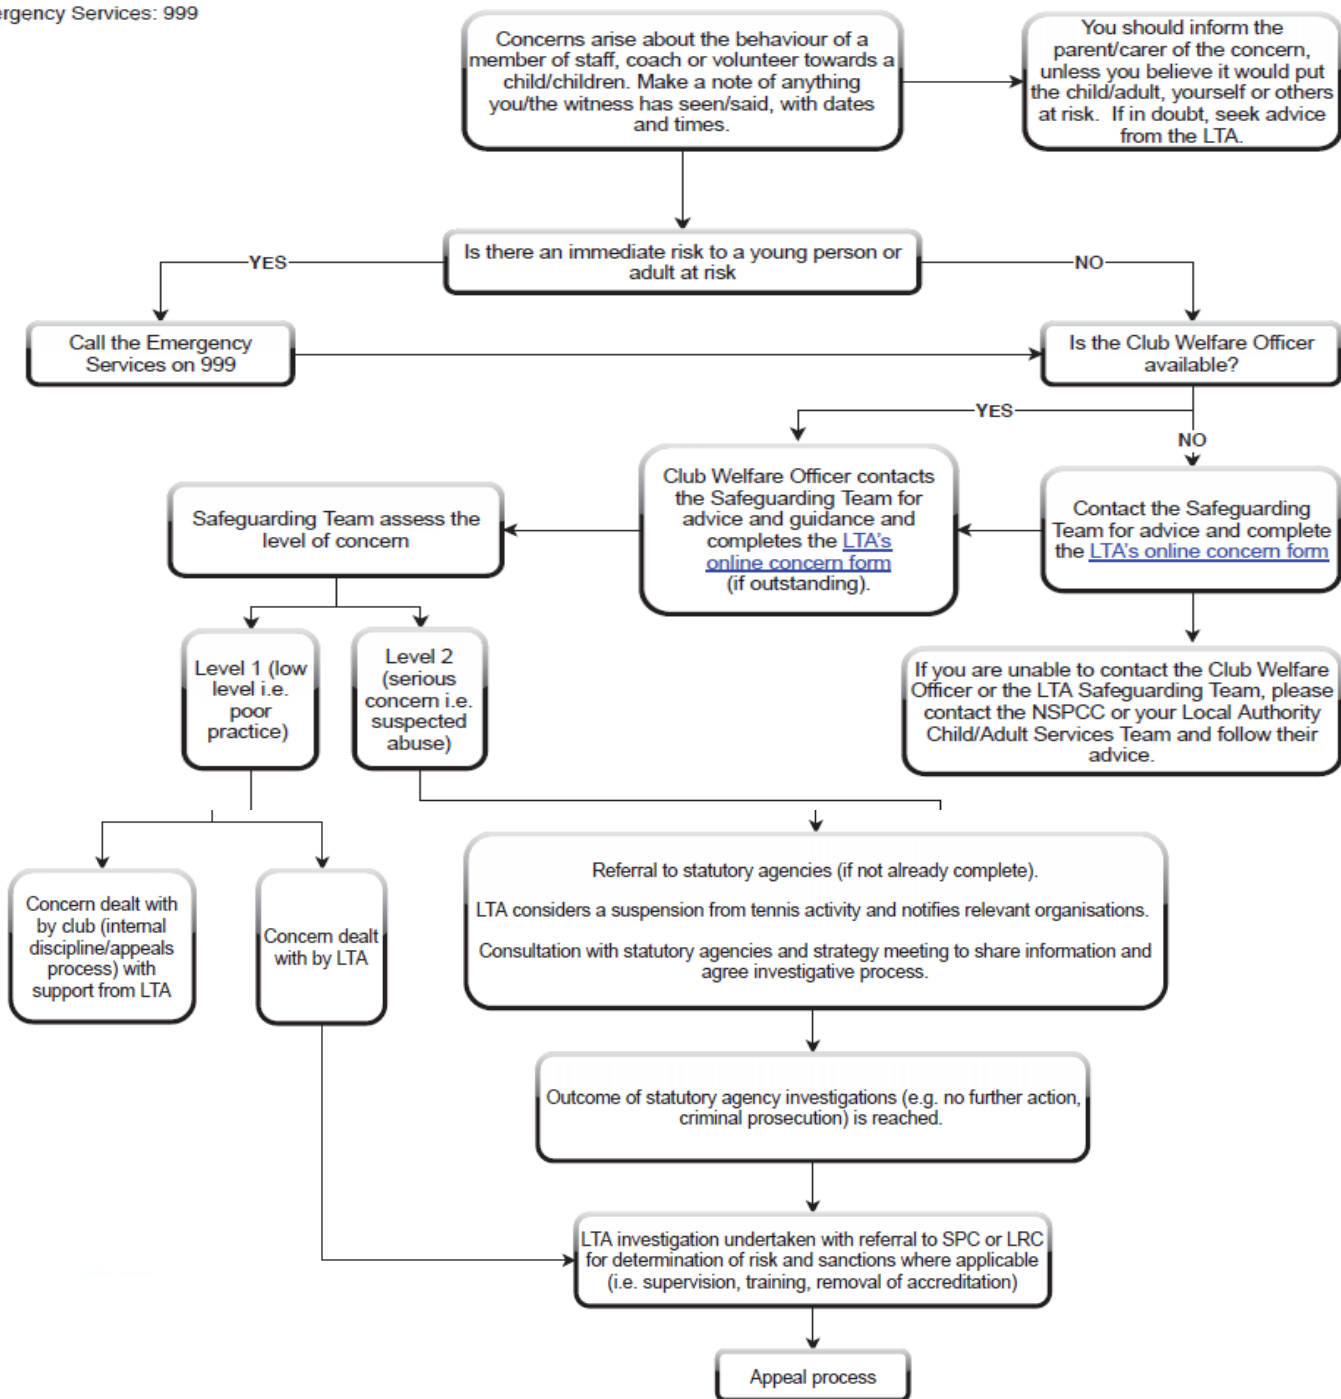 ergency Services: 999
Concerns arise about the behaviour of a
member of staff, coach or volunteer towards a
child/children. Make a note of anything
you/the witness has seen/said, with dates
and times.
You should inform the
parent/carer of the concern,
unless you believe it would put
the child/adult, yourself or others
at risk.  If in doubt, seek advice
from the LTA.
Is there an immediate risk to a young person or
adult at risk
YES
NO
Call the Emergency
Services on 999
Is the Club Welfare Officer
available?
YES
NO
Safeguarding Team assess the
level of concern
Club Welfare Officer contacts
the Safeguarding Team for
advice and guidance and
completes the LTA's
online concern form
(if outstanding).
Contact the Safeguarding
Team for advice and complete
the LTA's online concern form
Level 1 (low
level i.e.
poor
practice)
Level 2
(serious
concern i.e.
suspected
abuse)
If you are unable to contact the Club Welfare
Officer or the LTA Safeguarding Team, please
contact the NSPCC or your Local Authority
Child/Adult Services Team and follow their
advice.
Concern dealt with
by club (internal
discipline/appeals
process) with
support from LTA
Concern dealt
with by LTA
Referral to statutory agencies (if not already complete).
LTA considers a suspension from tennis activity and notifies relevant organisations.
Consultation with statutory agencies and strategy meeting to share information and
agree investigative process.
Outcome of statutory agency investigations (e.g. no further action,
criminal prosecution) is reached.
LTA investigation undertaken with referral to SPC or LRC
for determination of risk and sanctions where applicable
(i.e. supervision, training, removal of accreditation)
Appeal process